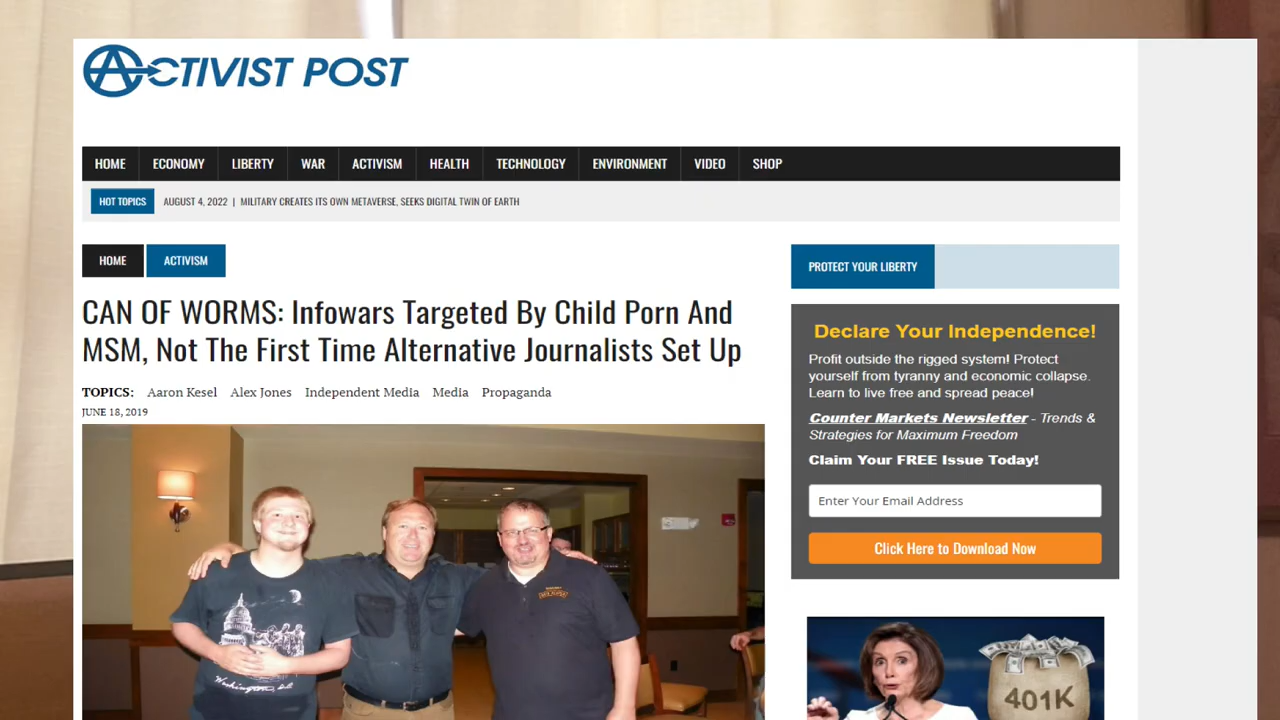 ACTIVIST POST
HOME ECONOMY LIBERTY WAR ACTIVISM HEALTH TECHNOLOGY ENVIRONMENT VIDEO SHOP
HOT TOPICS AUGUST 4, 2022 | MILITARY CREATES ITS OWN METAVERSE, SEEKS DIGITAL TWIN OF EARTH
HOME ACTIVISM
CAN OF WORMS: Infowars Targeted By Child Porn And
MSM, Not The First Time Alternative Journalists Set Up
TOPICS: Aaron Kesel Alex Jones Independent Media Media Propaganda
JUNE 18, 2019
Washington, D.C.
PROTECT YOUR LIBERTY
Declare Your Independence!
Profit outside the rigged system! Protect
yourself from tyranny and economic collapse.
Learn to live free and spread peace!
Counter Markets Newsletter - Trends &
Strategies for Maximum Freedom
Claim Your FREE Issue Today!
Enter Your Email Address
Click Here to Download Now
401K